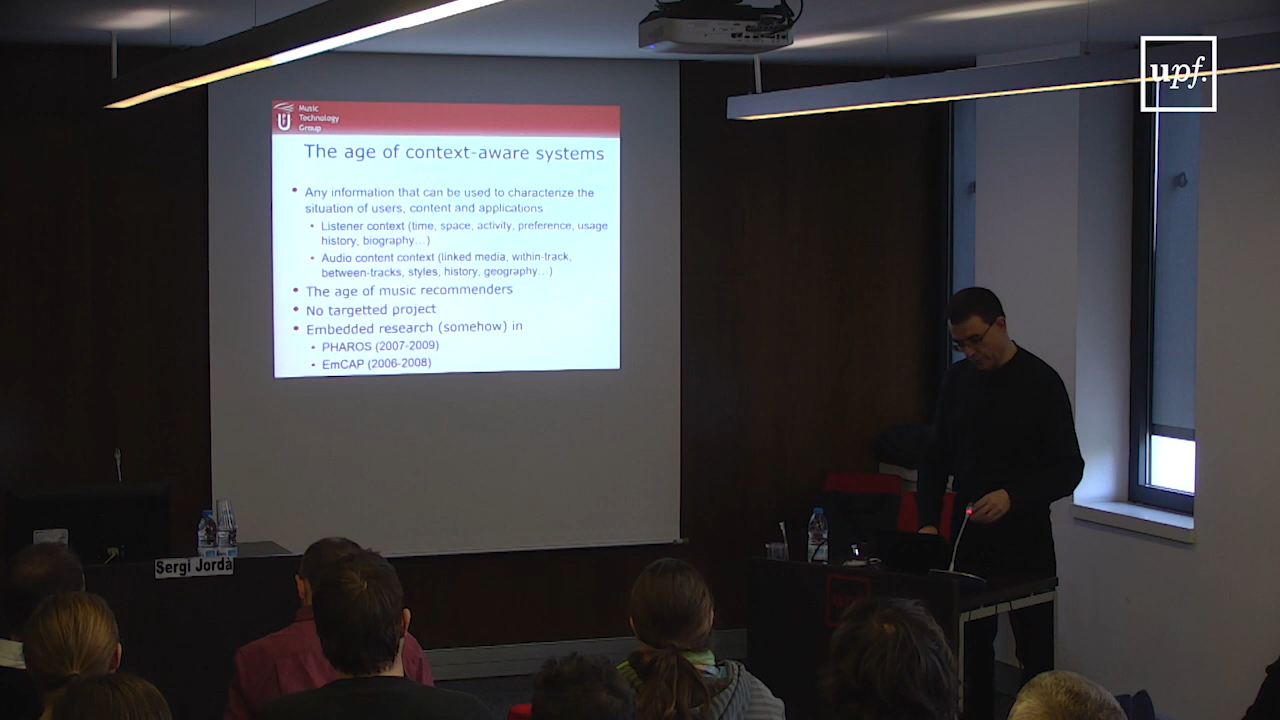 upf.
Music
Technology
Group
The age of context-aware systems
• Any information that can be used to characterize the
situation of users, content and applications
• Listener context (time, space, activity, preference, usage
history, biography…)
• Audio content context (linked media, within-track,
between-tracks, styles, history, geography…)
• The age of music recommenders
• No targetted project
• Embedded research (somehow) in
• PHAROS (2007-2009)
• EmCAP (2006-2008)
Sergi Jordà